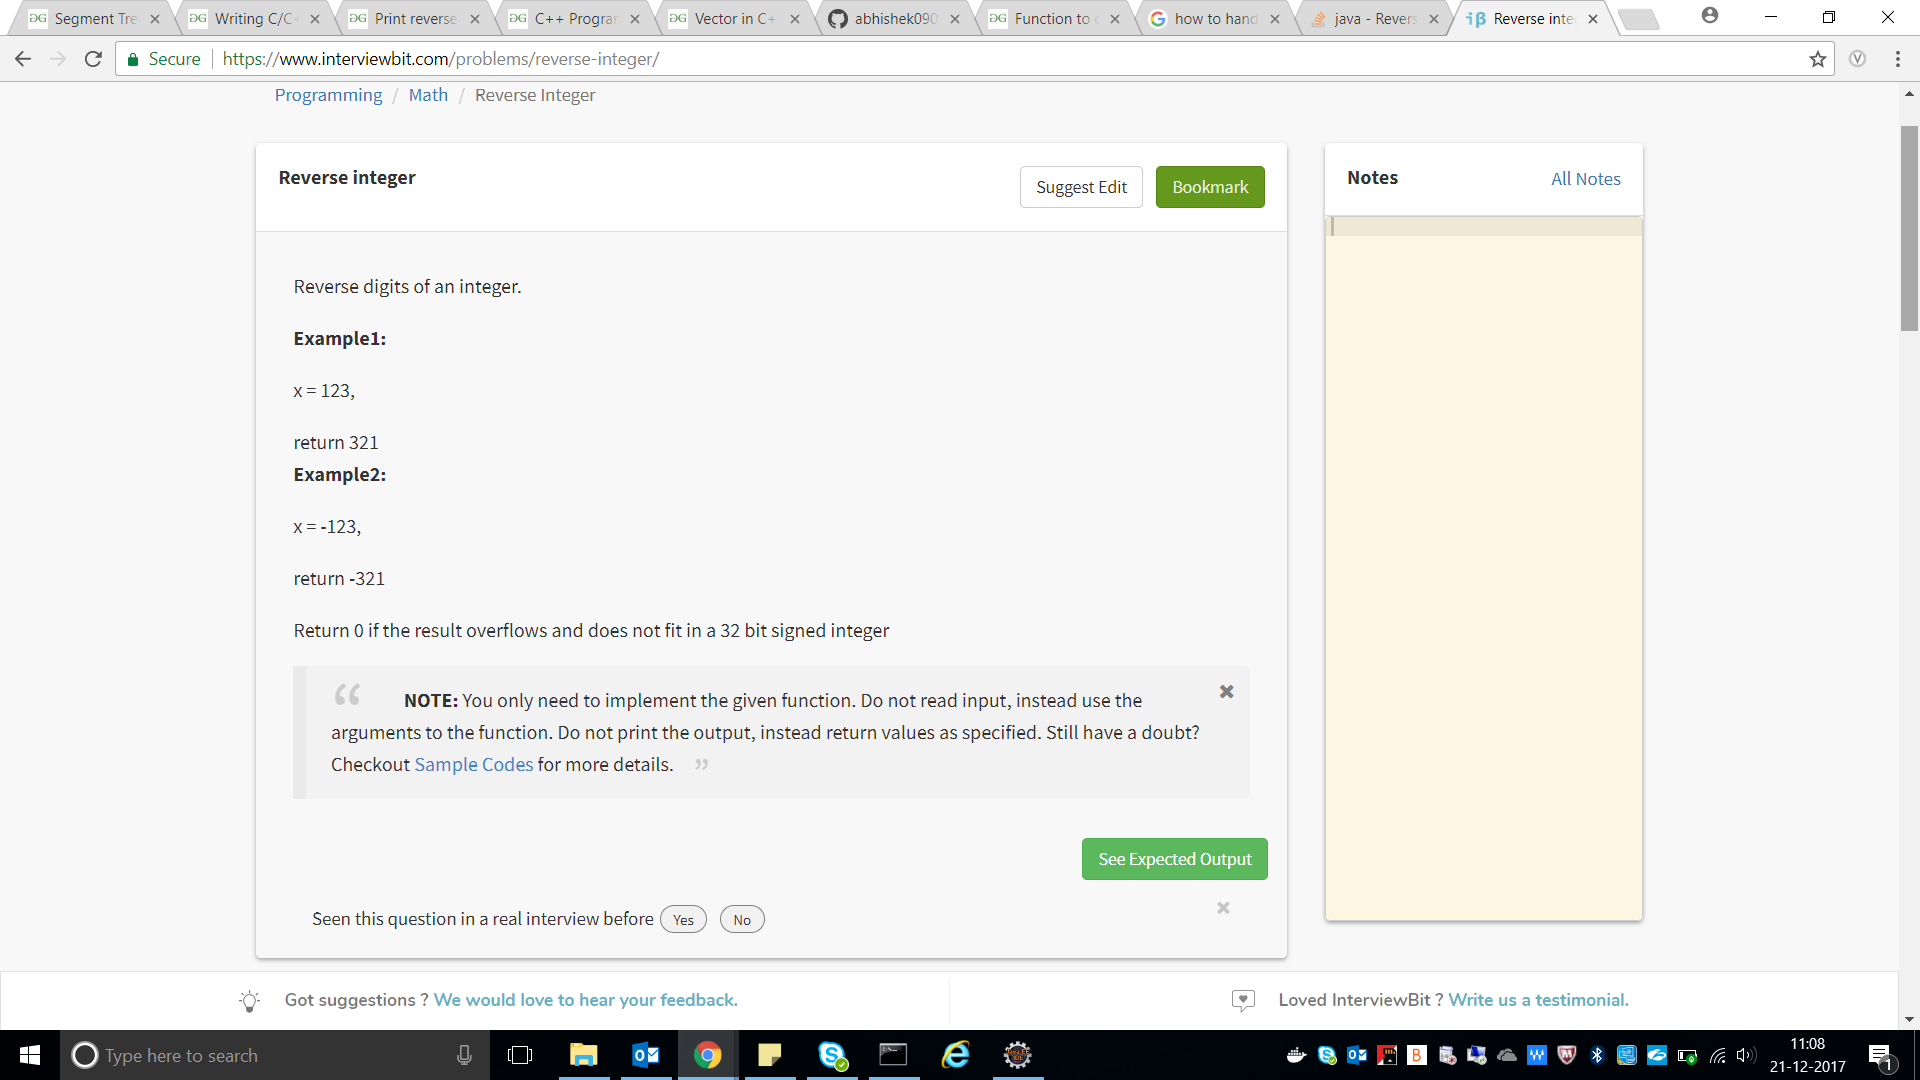 Segment Tre
Writing C/C
Print reverse
C++ Progra
Vector in C+
abhishek090
Function to
how to hand
java - Revers
Reverse inte
Secure
https://www.interviewbit.com/problems/reverse-integer/
Programming / Math / Reverse Integer
Reverse integer
Suggest Edit
Bookmark
Notes
All Notes
Reverse digits of an integer.
Example1:
x = 123,
return 321
Example2:
x = -123,
return -321
Return 0 if the result overflows and does not fit in a 32 bit signed integer
“ NOTE: You only need to implement the given function. Do not read input, instead use the
arguments to the function. Do not print the output, instead return values as specified. Still have a doubt?
Checkout Sample Codes for more details. ”
See Expected Output
Seen this question in a real interview before Yes No
Got suggestions ? We would love to hear your feedback.
Loved InterviewBit ? Write us a testimonial.
Type here to search
11:08
21-12-2017
1